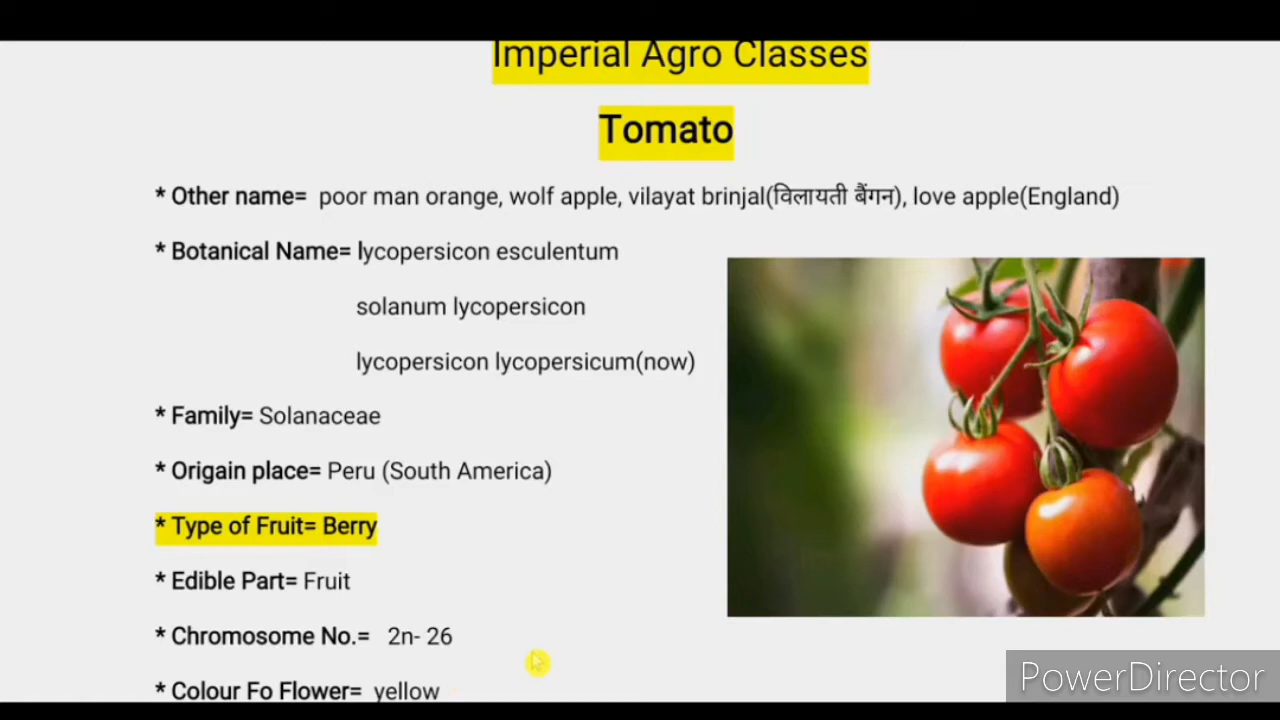 Imperial Agro Classes
Tomato
* Other name= poor man orange, wolf apple, vilayat brinjal(विलायती बैंगन), love apple(England)
* Botanical Name= lycopersicon esculentum
solanum lycopersicon
lycopersicon lycopersicum(now)
* Family= Solanaceae
* Origain place= Peru (South America)
* Type of Fruit= Berry
* Edible Part= Fruit
* Chromosome No.= 2n- 26
* Colour Fo Flower= yellow
PowerDirector